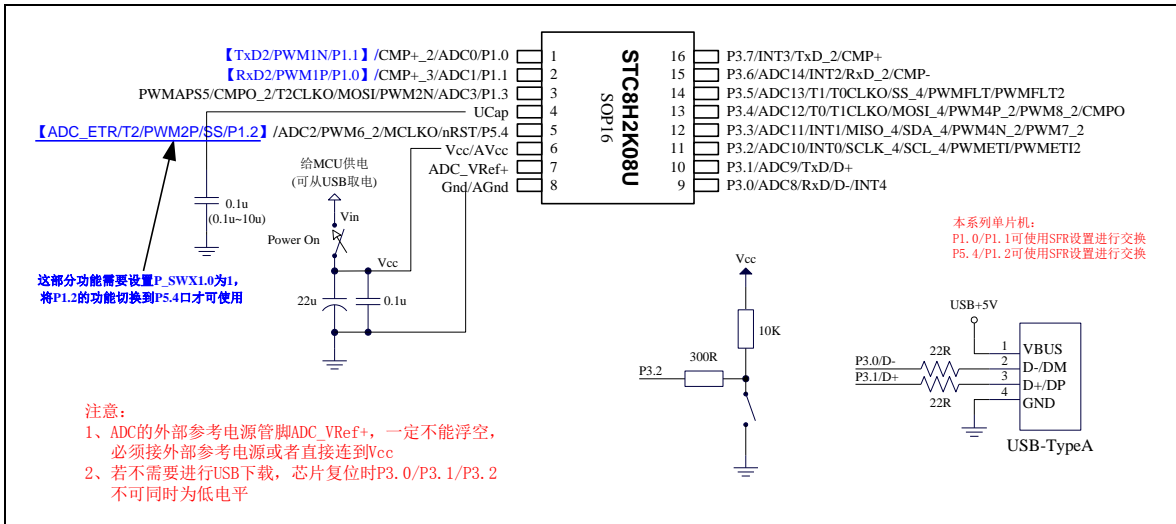 【TxD2/PWM1N/P1.1】/CMP+_2/ADC0/P1.0
【RxD2/PWM1P/P1.0】/CMP+_3/ADC1/P1.1
PWMAPS5/CMPO_2/T2CLKO/MOSI/PWM2N/ADC3/P1.3
UCap
【ADC_ETR/T2/PWM2P/SS/P1.2】/ADC2/PWM6_2/MCLKO/nRST/P5.4
Vcc/AVcc
ADC_VRef+
Gnd/AGnd
1
2
3
4
5
6
7
8
STC8H2K08U
SOP16
16
15
14
13
12
11
10
9
P3.7/INT3/TxD_2/CMP+
P3.6/ADC14/INT2/RxD_2/CMP-
P3.5/ADC13/T1/T0CLKO/SS_4/PWMFLT/PWMFLT2
P3.4/ADC12/T0/T1CLKO/MOSI_4/PWM4P_2/PWM8_2/CMPO
P3.3/ADC11/INT1/MISO_4/SDA_4/PWM4N_2/PWM7_2
P3.2/ADC10/INT0/SCLK_4/SCL_4/PWMETI/PWMETI2
P3.1/ADC9/TxD/D+
P3.0/ADC8/RxD/D-/INT4
给MCU供电
(可从USB取电)
0.1u
(0.1u~10u)
Vin
Power On
Vcc
22u
0.1u
这部分功能需要设置P_SWX1.0为1,
将P1.2的功能切换到P5.4口才可使用
本系列单片机:
P1.0/P1.1可使用SFR设置进行交换
P5.4/P1.2可使用SFR设置进行交换
Vcc
10K
300R
P3.2
USB+5V
P3.0/D-
P3.1/D+
22R
22R
1
2
3
4
VBUS
D-/DM
D+/DP
GND
USB-TypeA
注意:
1、ADC的外部参考电源管脚ADC_VRef+,一定不能浮空,
必须接外部参考电源或者直接连到Vcc
2、若不需要进行USB下载,芯片复位时P3.0/P3.1/P3.2
不可同时为低电平